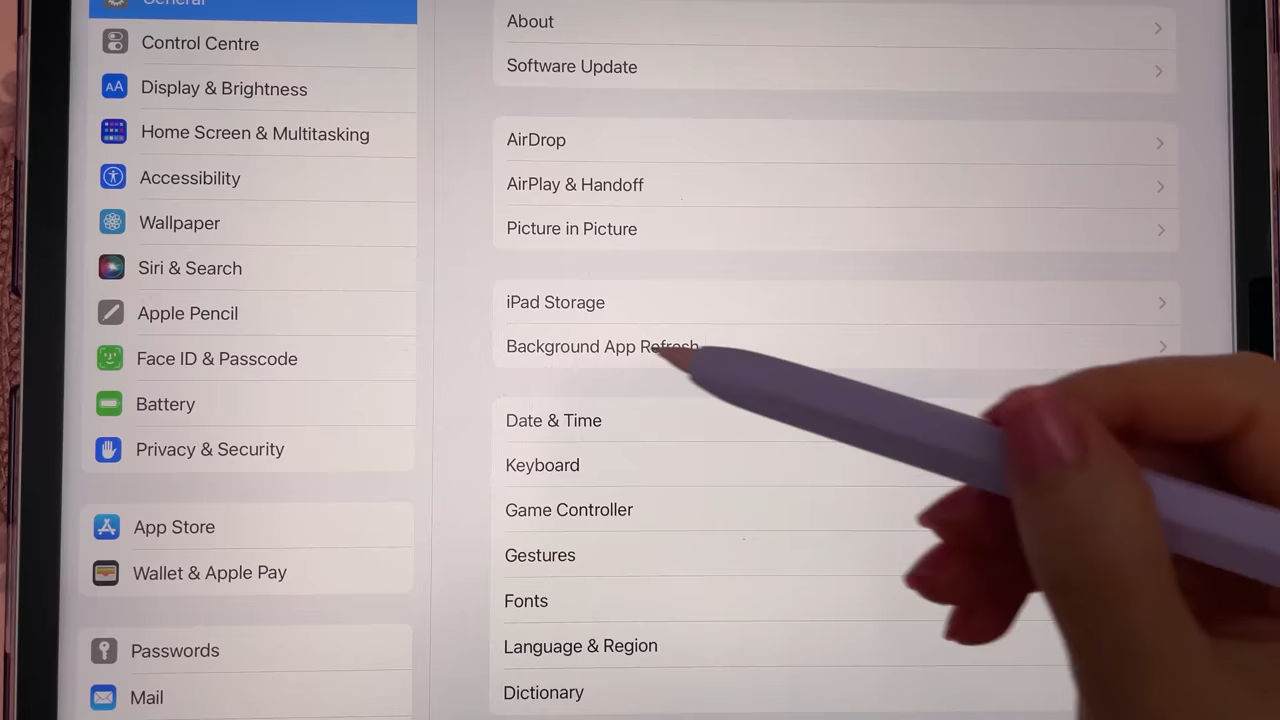 General
Control Centre
Display & Brightness
Home Screen & Multitasking
Accessibility
Wallpaper
Siri & Search
Apple Pencil
Face ID & Passcode
Battery
Privacy & Security
App Store
Wallet & Apple Pay
Passwords
Mail
About
Software Update
AirDrop
AirPlay & Handoff
Picture in Picture
iPad Storage
Background App Refresh
Date & Time
Keyboard
Game Controller
Gestures
Fonts
Language & Region
Dictionary